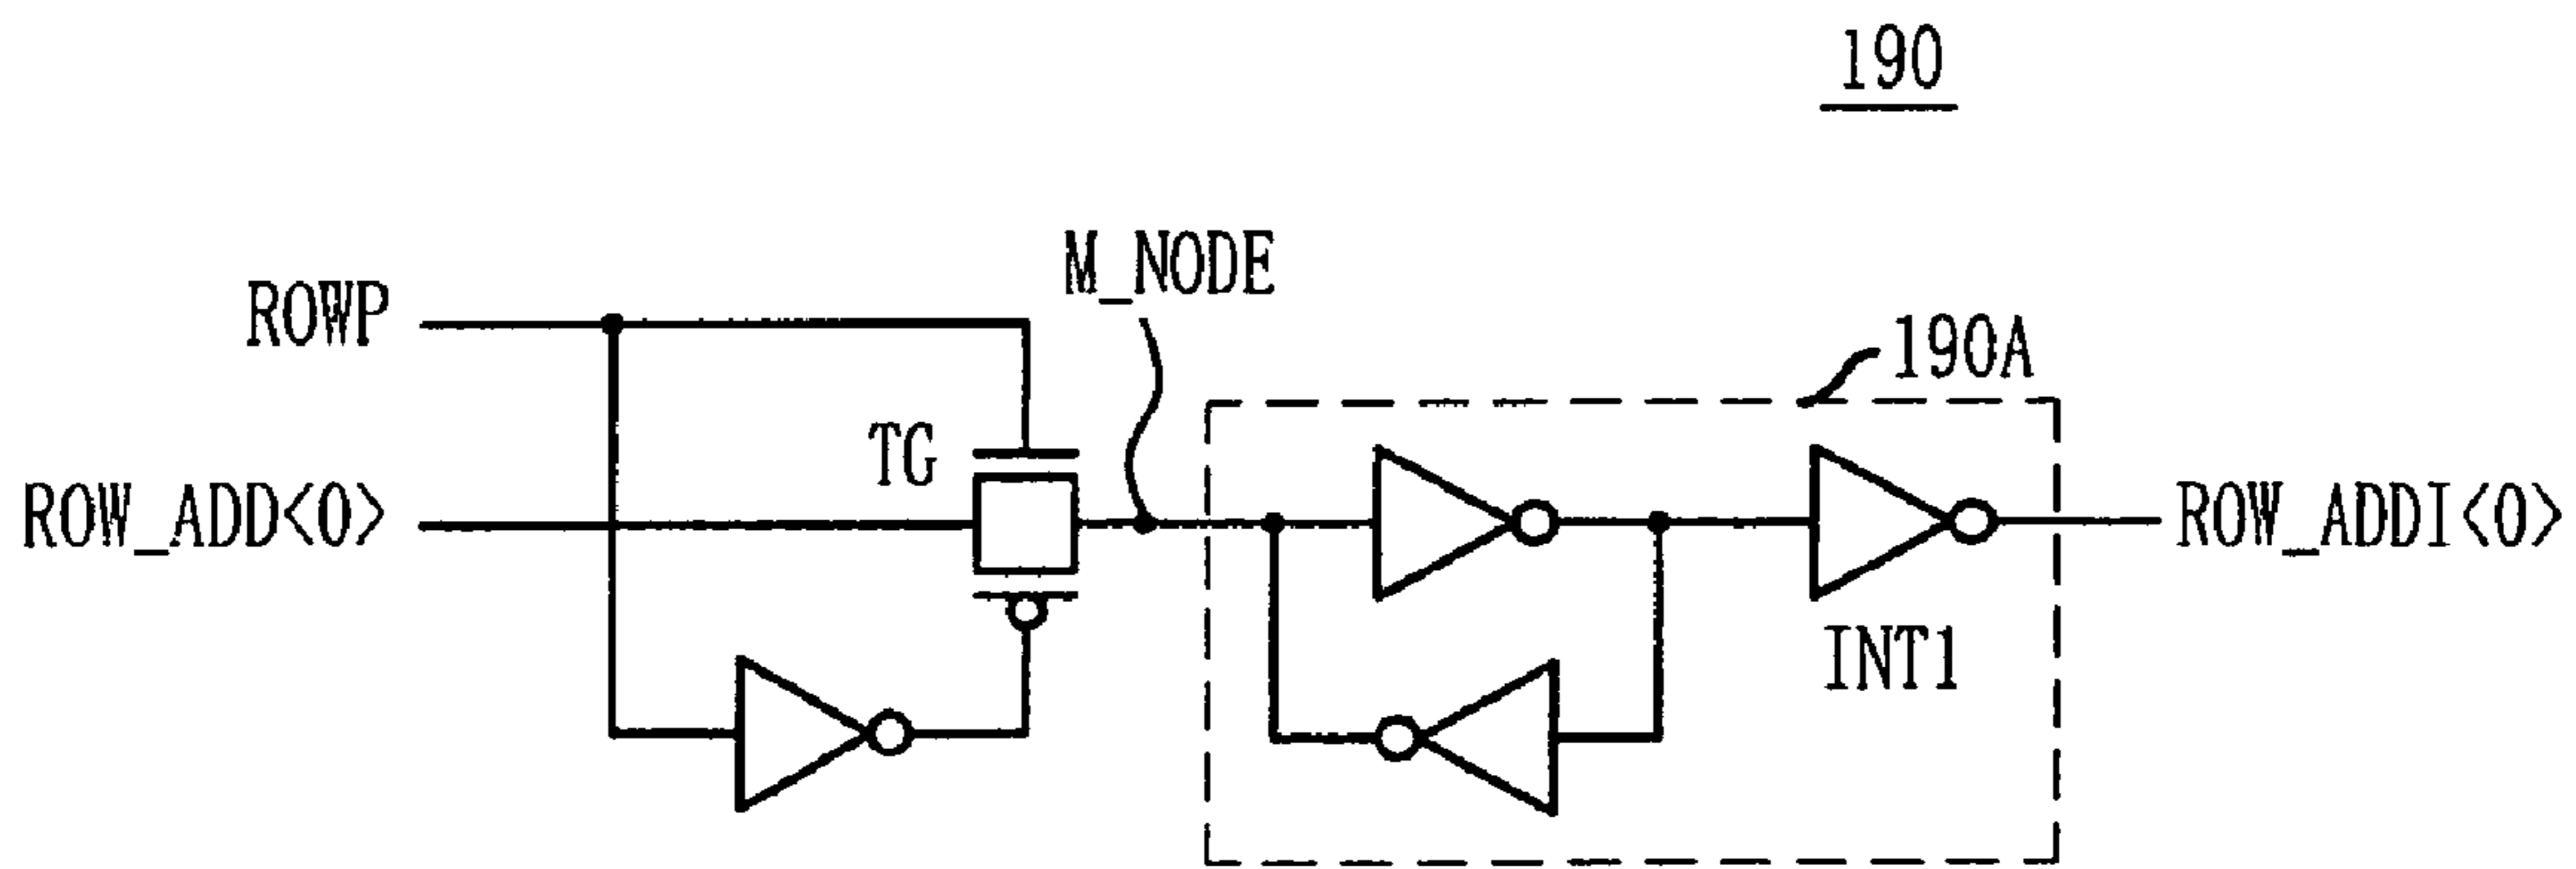 190
M_NODE
ROWP
190A
TG
ROW_ADD<0>
ROW_ADDI<0>
INT1